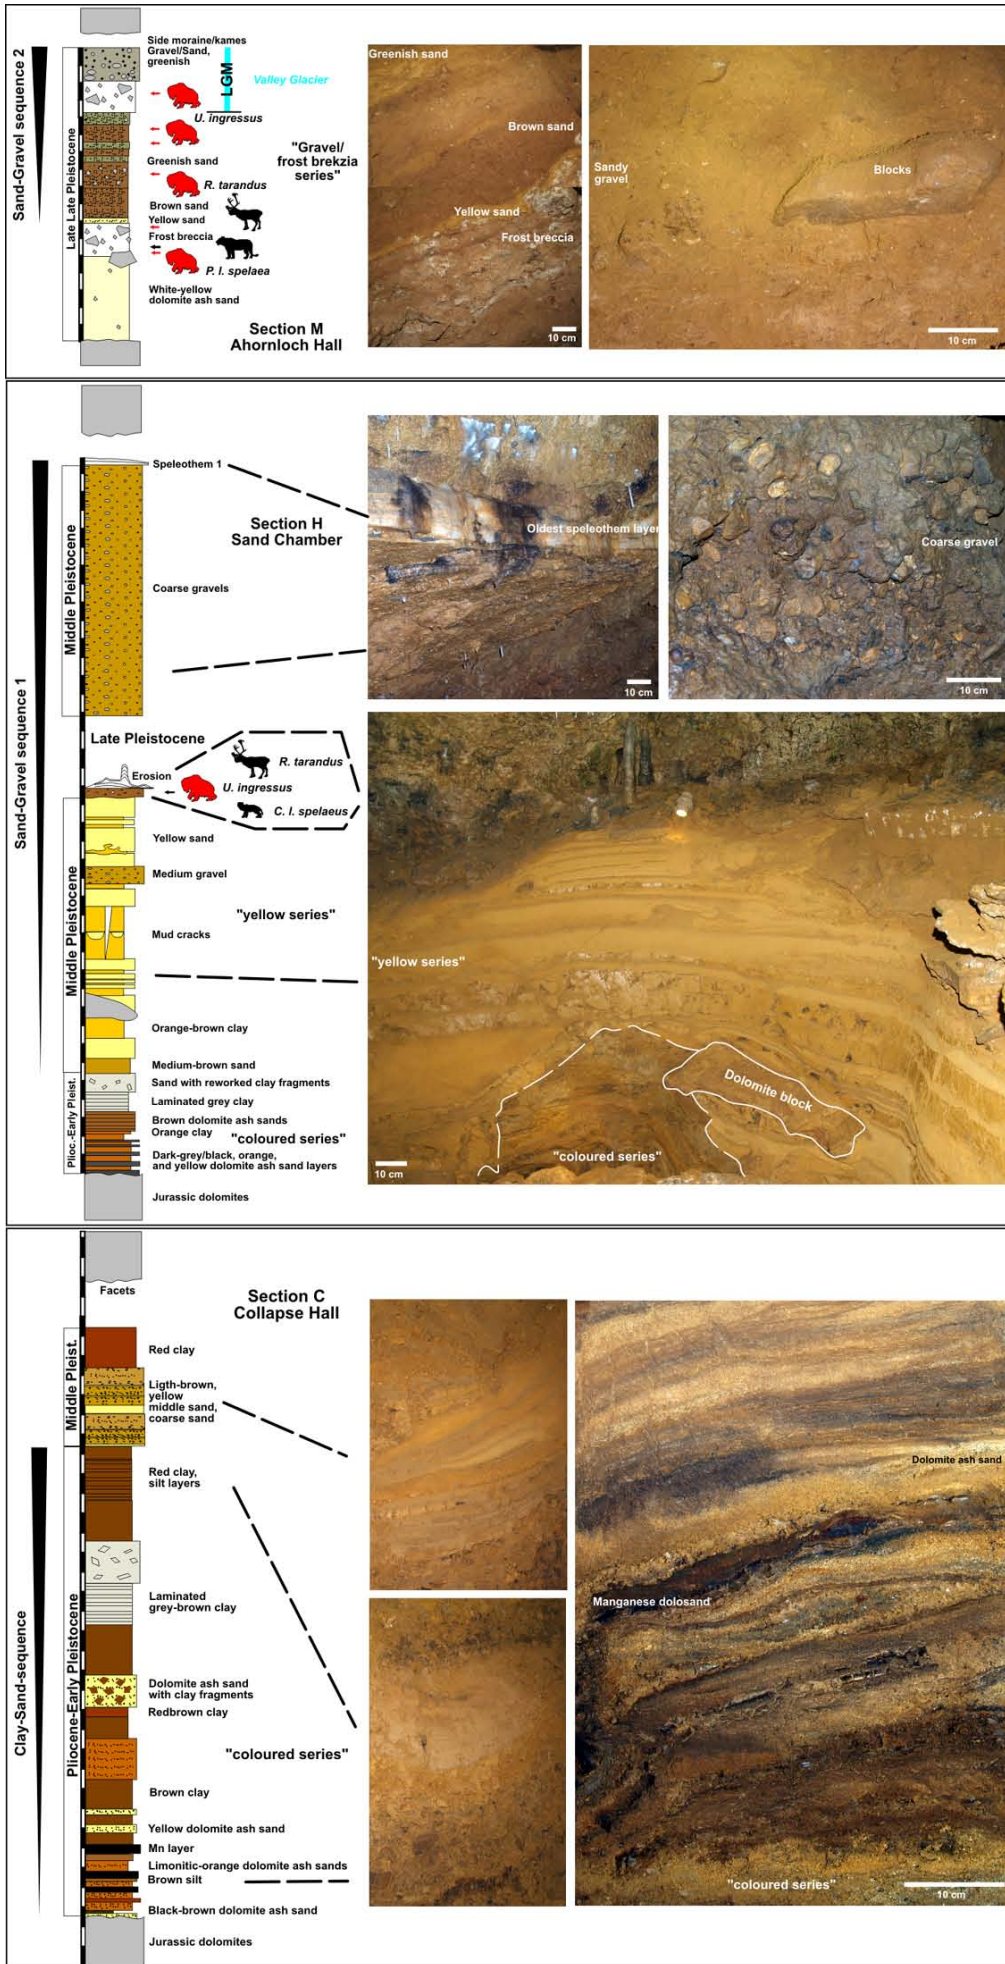 Sand-Gravel sequence 2
Late Late Pleistocene
Side moraine/kames
Gravel/Sand,
greenish
LGM
Valley Glacier
U. ingressus
"Gravel/
frost brekzia
series"
Greenish sand
R. tarandus
Brown sand
Yellow sand
Frost breccia
P. l. spelaea
White-yellow
dolomite ash sand
Section M
Ahornloch Hall
Greenish sand
Brown sand
Yellow sand
Frost breccia
10 cm
Sandy
gravel
Blocks
10 cm
Sand-Gravel sequence 1
Middle Pleistocene
Speleothem 1
Section H
Sand Chamber
Coarse gravels
Oldest speleothem layer
10 cm
Coarse gravel
10 cm
Late Pleistocene
Erosion
R. tarandus
U. ingressus
C. l. spelaeus
Middle Pleistocene
Yellow sand
Medium gravel
"yellow series"
Mud cracks
Orange-brown clay
Medium-brown sand
Plioc.-Early Pleist.
Sand with reworked clay fragments
Laminated grey clay
Brown dolomite ash sands
Orange clay
"coloured series"
Dark-grey/black, orange,
and yellow dolomite ash sand layers
Jurassic dolomites
"yellow series"
Dolomite block
"coloured series"
10 cm
Clay-Sand-sequence
Facets
Section C
Collapse Hall
Middle Pleist.
Red clay
Ligth-brown,
yellow
middle sand,
coarse sand
Pliocene-Early Pleistocene
Red clay,
silt layers
Laminated
grey-brown clay
Dolomite ash sand
with clay fragments
Redbrown clay
"coloured series"
Brown clay
Yellow dolomite ash sand
Mn layer
Limonitic-orange dolomite ash sands
Brown silt
Black-brown dolomite ash sand
Jurassic dolomites
Dolomite ash sand
Manganese dolosand
"coloured series"
10 cm